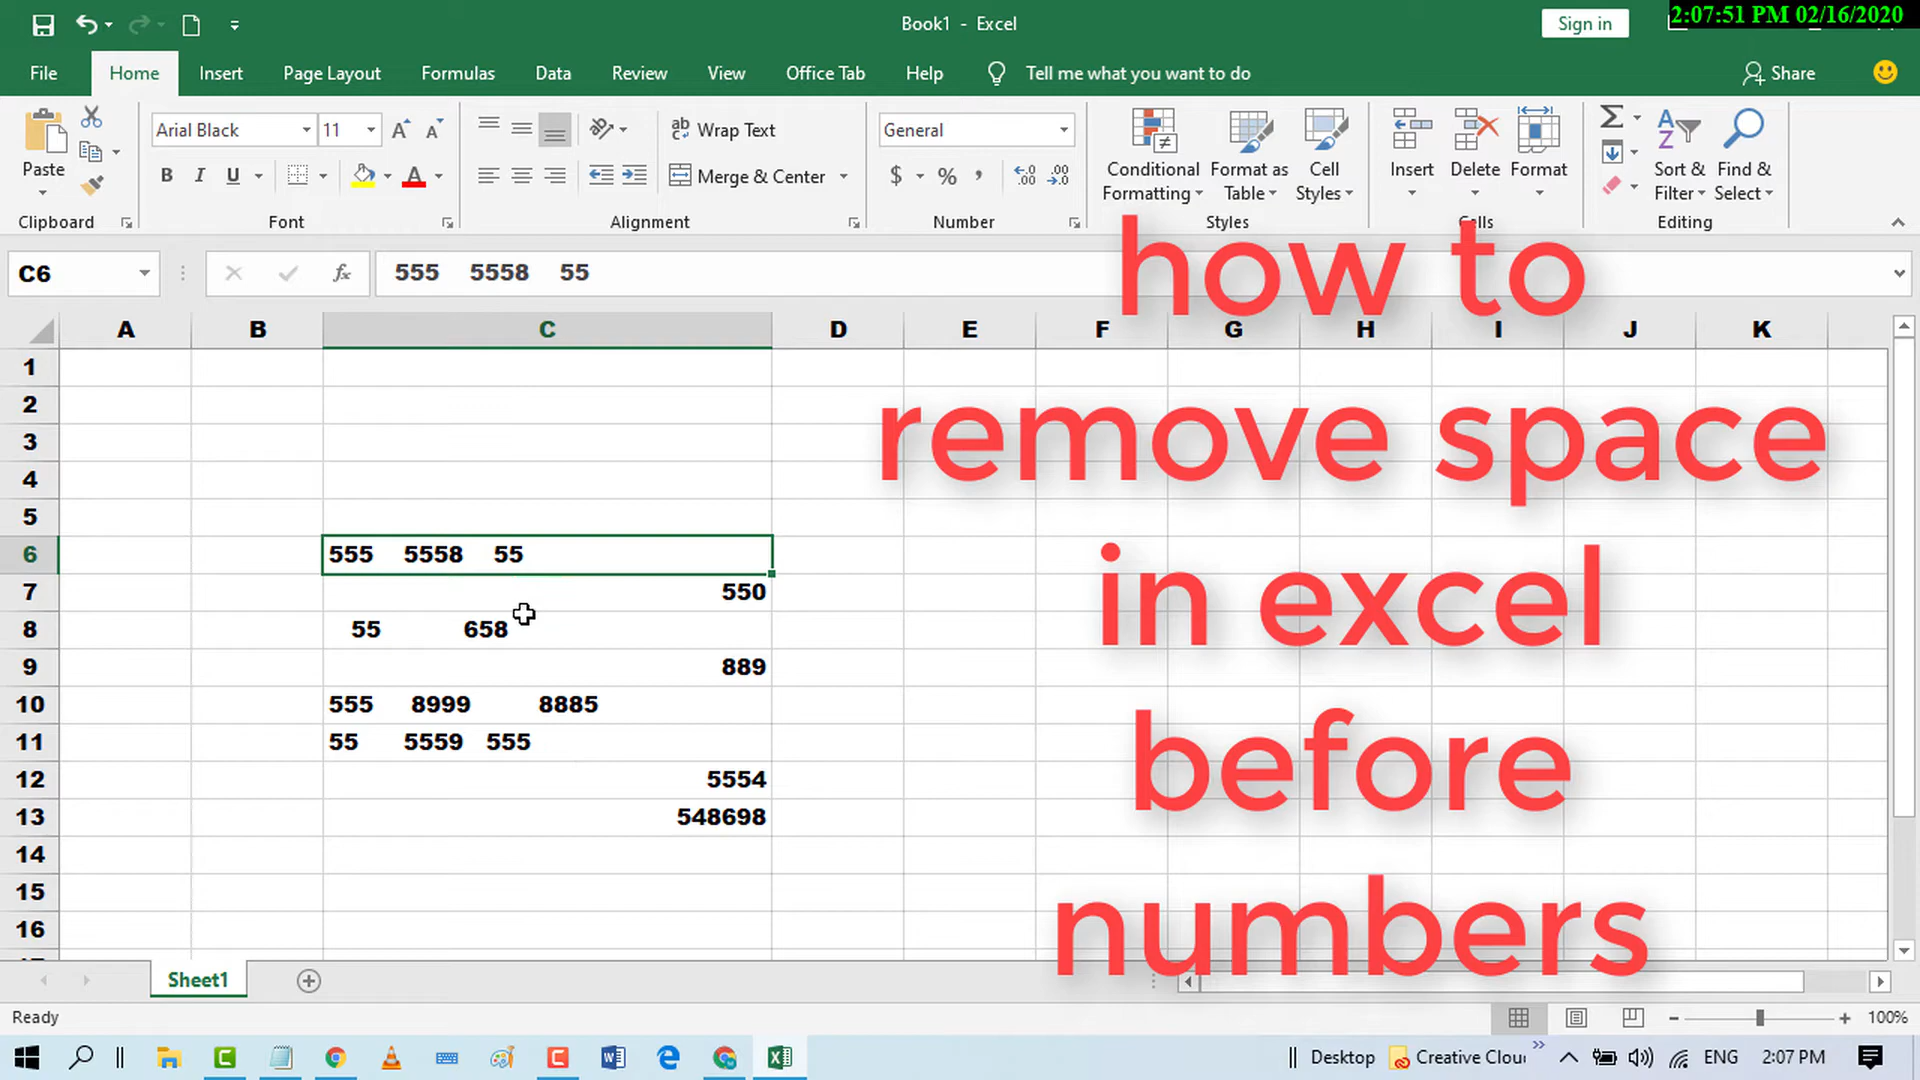 Book1 - Excel
Sign in
2:07:51 PM 02/16/2020
File Home Insert Page Layout Formulas Data Review View Office Tab Help Tell me what you want to do Share
Arial Black 11 Wrap Text General
Paste B I U Merge & Center $ % , Conditional Formatting Format as Table Cell Styles Insert Delete Format Sort & Filter Find & Select
Clipboard Font Alignment Number Styles Cells Editing
C6 fx 555 5558 55
A B C D E F G H I J K
1
2
3
4
5
6 555 5558 55
7 550
8 55 658
9 889
10 555 8999 8885
11 55 5559 555
12 5554
13 548698
14
15
16
how to
remove space
in excel
before
numbers
Sheet1
Ready 100%
Desktop Creative Clou ENG 2:07 PM